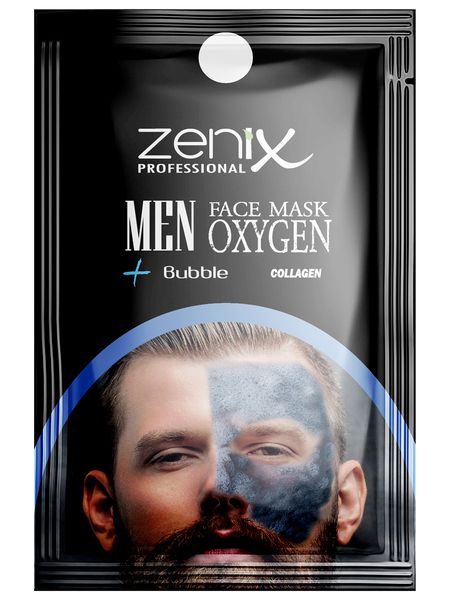 zenix
PROFESSIONAL
MEN FACE MASK OXYGEN
+ Bubble COLLAGEN